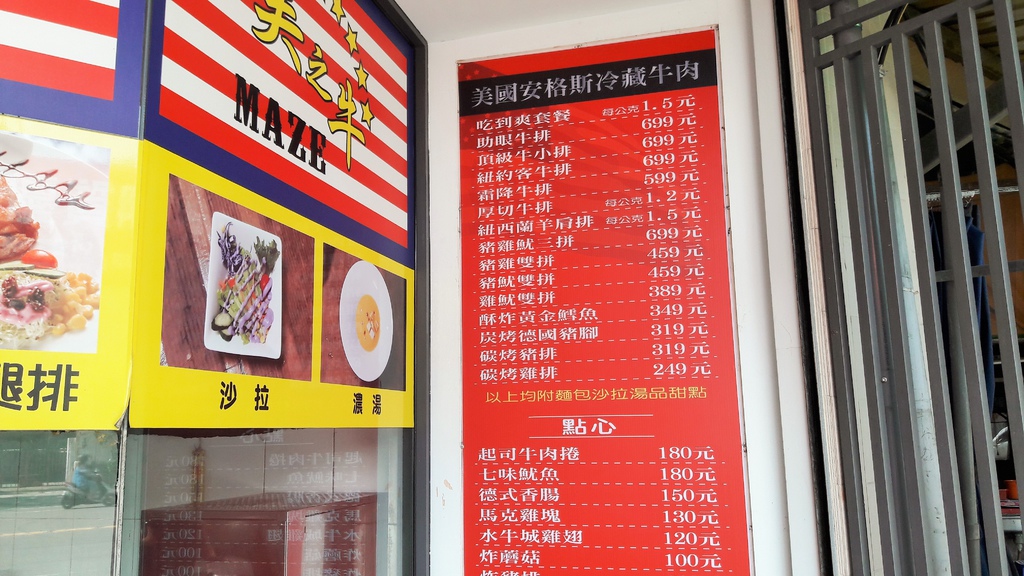 美之牛
MAZE
腿排
沙拉
濃湯
美國安格斯冷藏牛肉
吃到爽套餐 每公克1.5元
肋眼牛排 699元
頂級牛小排 699元
紐約客牛排 699元
霜降牛排 599元
厚切牛排 每公克1.2元
紐西蘭羊肩排 每公克1.5元
豬雞魷三拼 699元
豬雞雙拼 459元
豬魷雙拼 459元
雞魷雙拼 389元
酥炸黃金鱈魚 349元
炭烤德國豬腳 319元
碳烤豬排 319元
碳烤雞排 249元
以上均附麵包沙拉湯品甜點
點心
起司牛肉捲 180元
七味魷魚 180元
德式香腸 150元
馬克雞塊 130元
水牛城雞翅 120元
炸蘑菇 100元
炸豬排